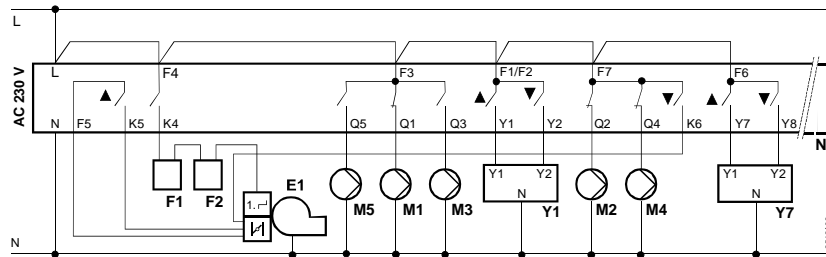 L
AC 230 V
L F4 F3 F1/F2 F7 F6
N F5 K5 K4 Q5 Q1 Q3 Y1 Y2 Q2 Q4 K6 Y7 Y8
N
F1 F2 1. E1 M5 M1 M3 M2 M4
Y1 Y2 Y1 Y2
N N
Y1 Y7
N